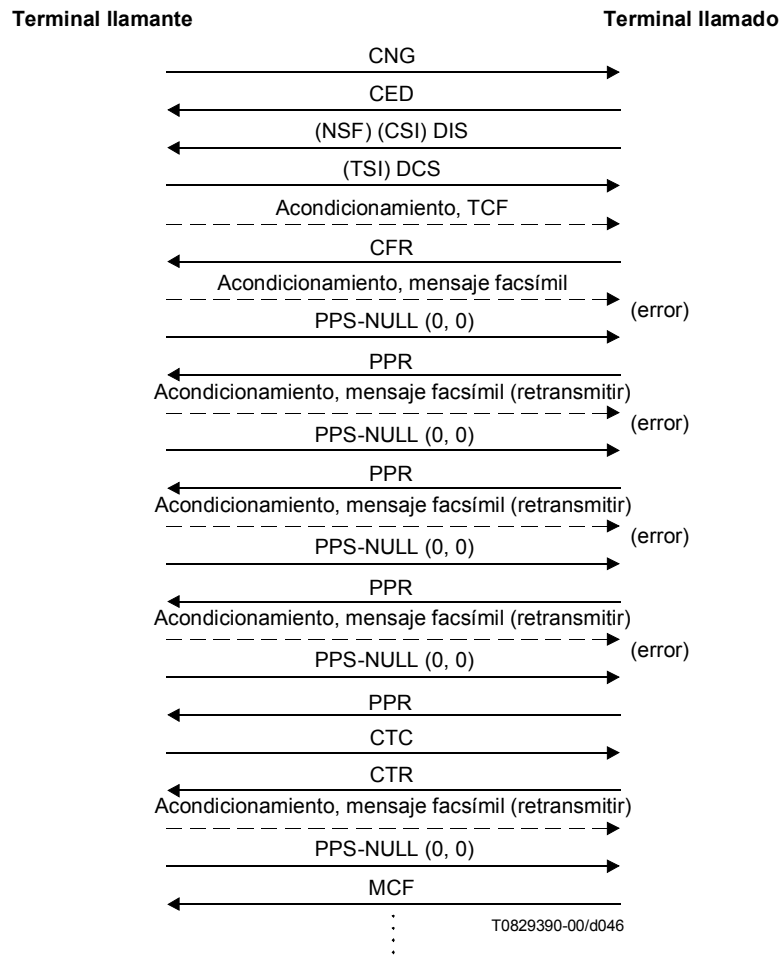 Terminal llamante Terminal llamado
CNG
CED
(NSF) (CSI) DIS
(TSI) DCS
Acondicionamiento, TCF
CFR
Acondicionamiento, mensaje facsímil
(error)
PPS-NULL (0, 0)
PPR
Acondicionamiento, mensaje facsímil (retransmitir)
(error)
PPS-NULL (0, 0)
PPR
Acondicionamiento, mensaje facsímil (retransmitir)
(error)
PPS-NULL (0, 0)
PPR
Acondicionamiento, mensaje facsímil (retransmitir)
(error)
PPS-NULL (0, 0)
PPR
CTC
CTR
Acondicionamiento, mensaje facsímil (retransmitir)
PPS-NULL (0, 0)
MCF
T0829390-00/d046